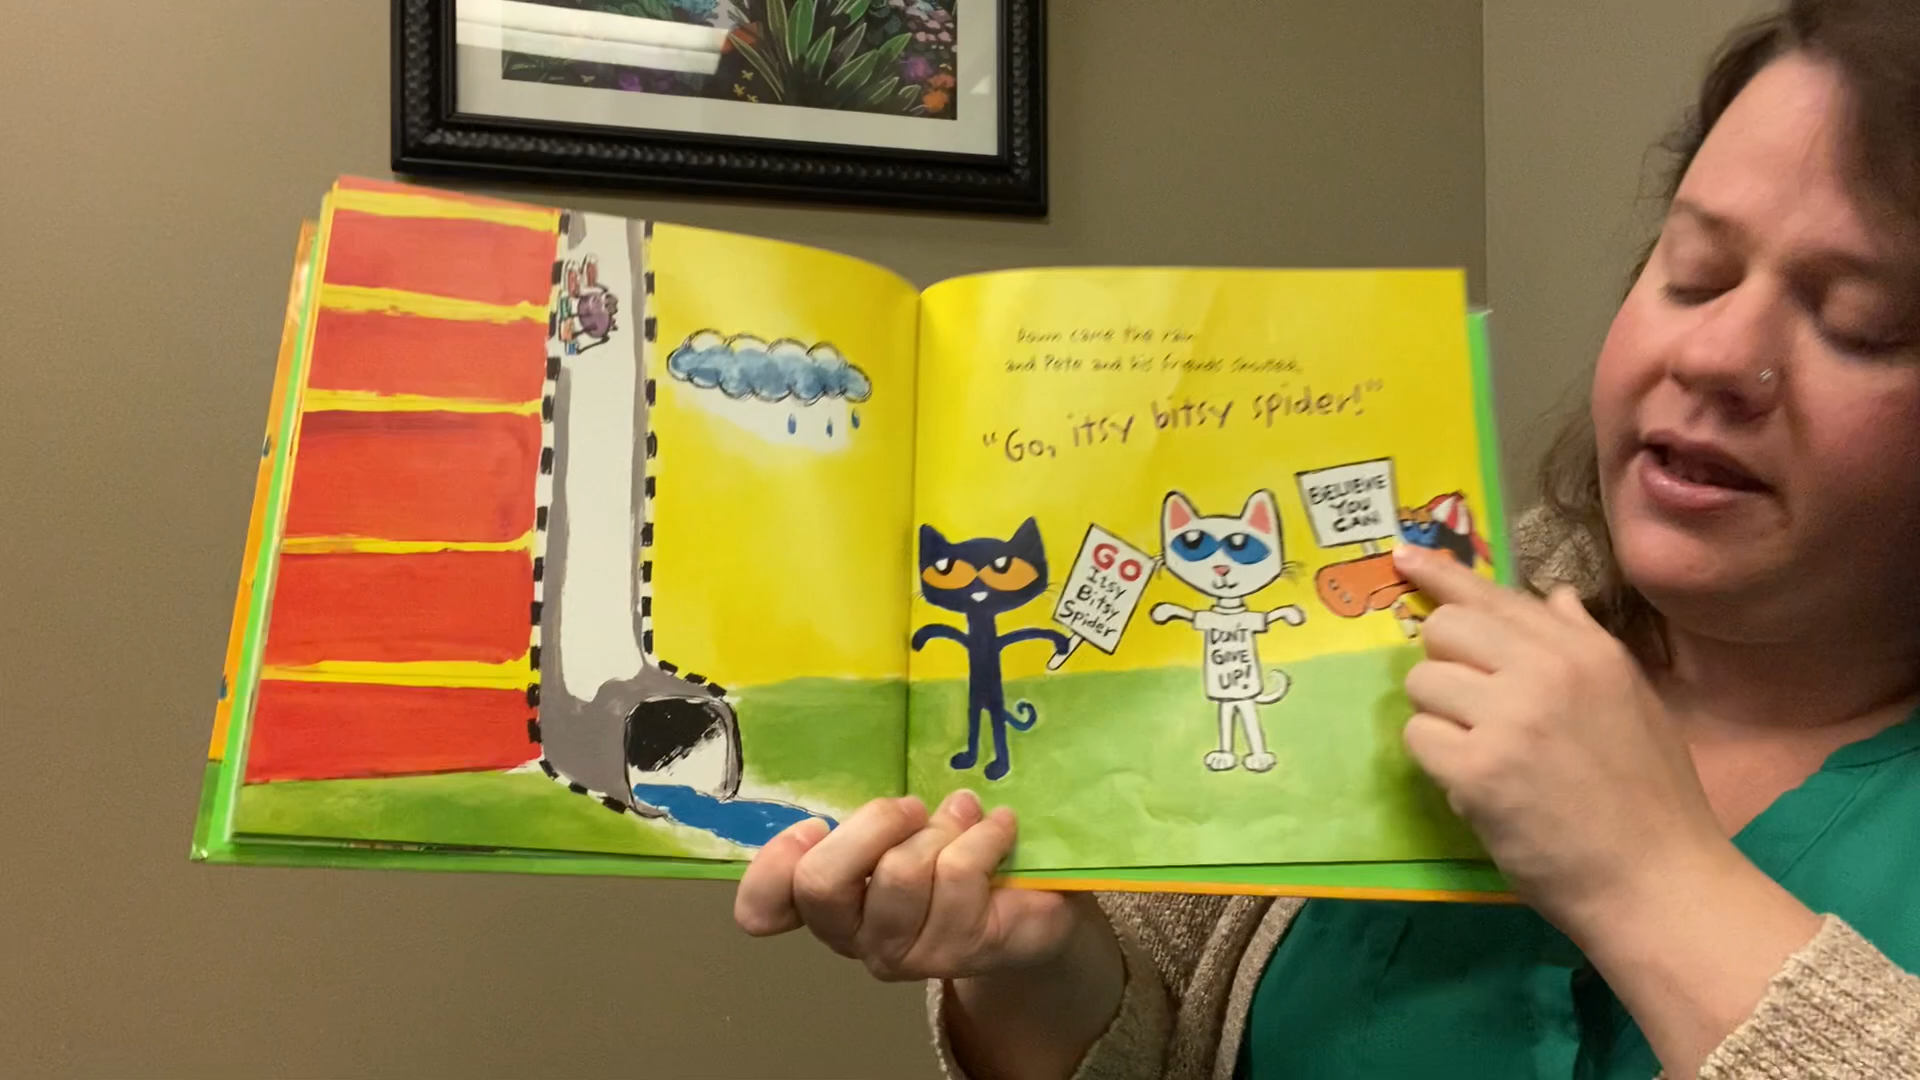 Down came the rain
and Pete and his friends shouted,
"Go, itsy bitsy spider!"
GO
Itsy
Bitsy
Spider
DON'T
GIVE
UP!
BELIEVE
YOU
CAN